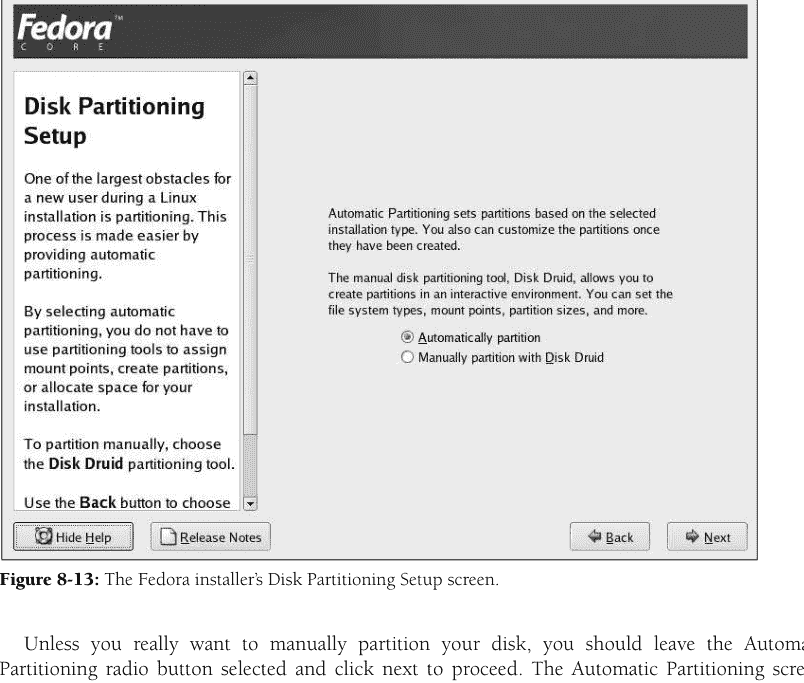 Fedora™
CORE
Disk Partitioning
Setup
One of the largest obstacles for
a new user during a Linux
installation is partitioning. This
process is made easier by
providing automatic
partitioning.
By selecting automatic
partitioning, you do not have to
use partitioning tools to assign
mount points, create partitions,
or allocate space for your
installation.
To partition manually, choose
the Disk Druid partitioning tool.
Use the Back button to choose
Automatic Partitioning sets partitions based on the selected
installation type. You also can customize the partitions once
they have been created.
The manual disk partitioning tool, Disk Druid, allows you to
create partitions in an interactive environment. You can set the
file system types, mount points, partition sizes, and more.
Automatically partition
Manually partition with Disk Druid
Hide Help
Release Notes
Back
Next
Figure 8-13: The Fedora installer's Disk Partitioning Setup screen.
Unless you really want to manually partition your disk, you should leave the
Partitioning radio button selected and click next to proceed. The Automatic Partitioning